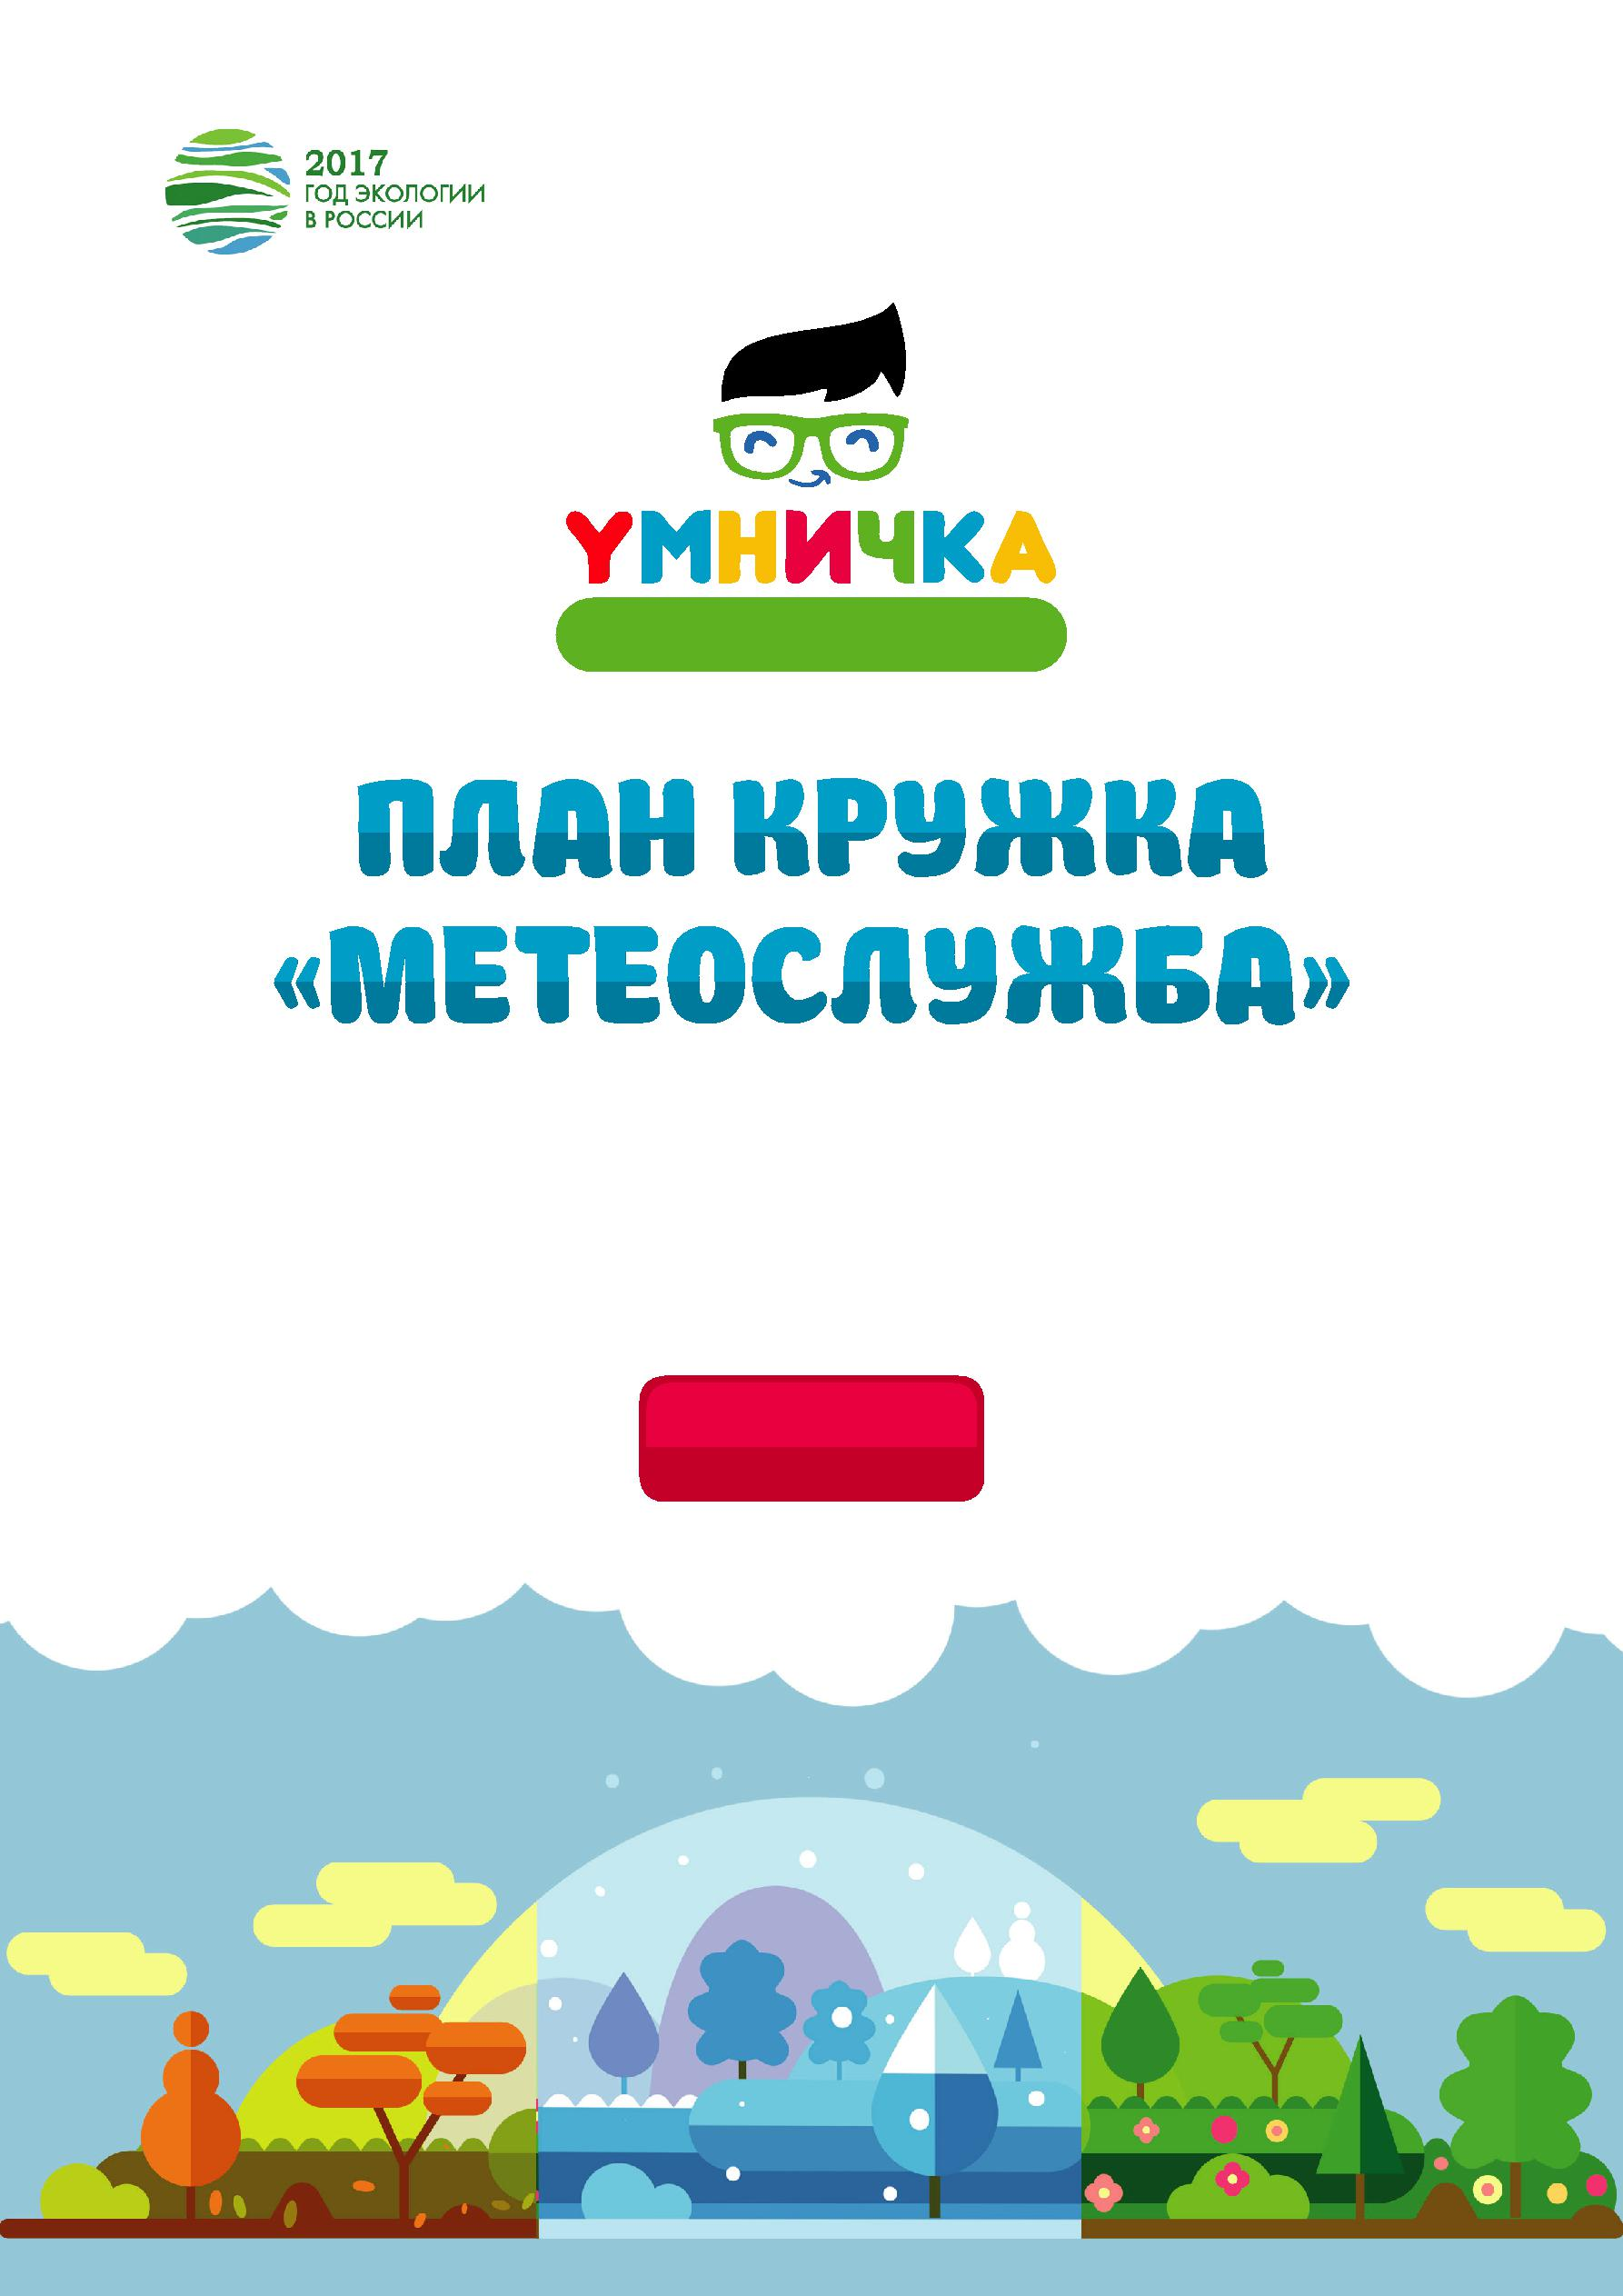 2017
ГОД ЭКОЛОГИИ
В РОССИИ
УМНИЧКА
ПЛАН КРУЖКА
«МЕТЕОСЛУЖБА»